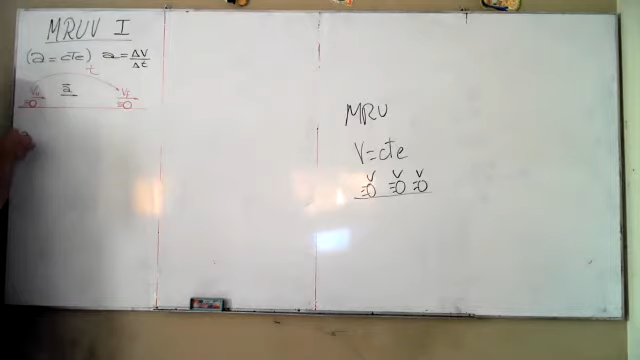 MRUV I
(a = cTe) a = ΔV/Δt
t
V₀ a Vf
MRU
V = cTe
V V V